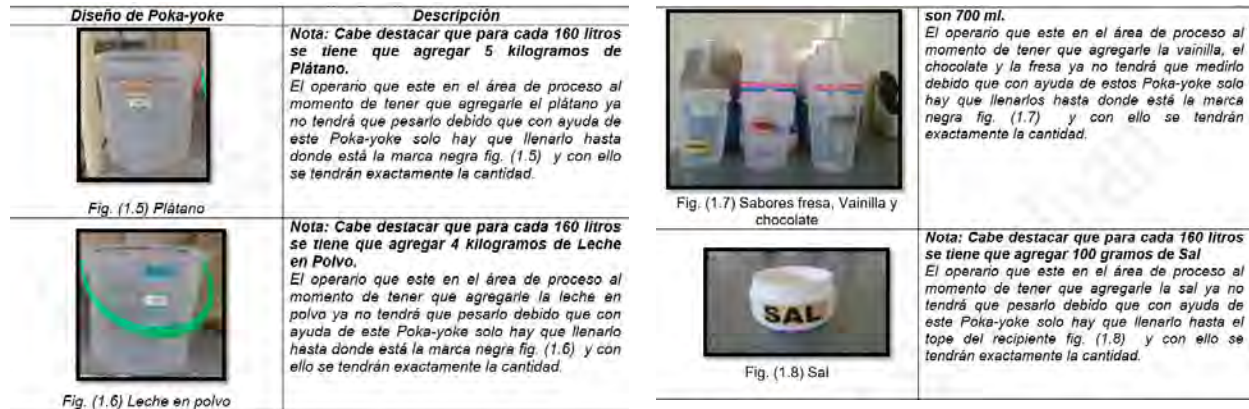 Diseño de Poka-yoke
Descripción
Nota: Cabe destacar que para cada 160 litros
se tiene que agregar 5 kilogramos de
Plátano.
El operario que este en el área de proceso al
momento de tener que agregarle el plátano ya
no tendrá que pesarlo debido que con ayuda de
este Poka-yoke solo hay que llenarlo hasta
donde está la marca negra fig. (1.5) y con ello
se tendrán exactamente la cantidad.
Fig. (1.5) Plátano
Nota: Cabe destacar que para cada 160 litros
se tiene que agregar 4 kilogramos de Leche
en Polvo.
El operario que este en el área de proceso al
momento de tener que agregarle la leche en
polvo ya no tendrá que pesarlo debido que con
ayuda de este Poka-yoke solo hay que llenarlo
hasta donde está la marca negra fig. (1.6) y con
ello se tendrán exactamente la cantidad.
Fig. (1.6) Leche en polvo
son 700 ml.
El operario que este en el área de proceso al
momento de tener que agregarle la vainilla, el
chocolate y la fresa ya no tendrá que medirlo
debido que con ayuda de estos Poka-yoke solo
hay que llenarlos hasta donde está la marca
negra fig. (1.7) y con ello se tendrán
exactamente la cantidad.
Fig. (1.7) Sabores fresa, Vainilla y
chocolate
Nota: Cabe destacar que para cada 160 litros
se tiene que agregar 100 gramos de Sal
El operario que este en el área de proceso al
momento de tener que agregarle la sal ya no
tendrá que pesarlo debido que con ayuda de
este Poka-yoke solo hay que llenarlo hasta el
tope del recipiente fig. (1.8) y con ello se
tendrán exactamente la cantidad.
SAL
Fig. (1.8) Sal